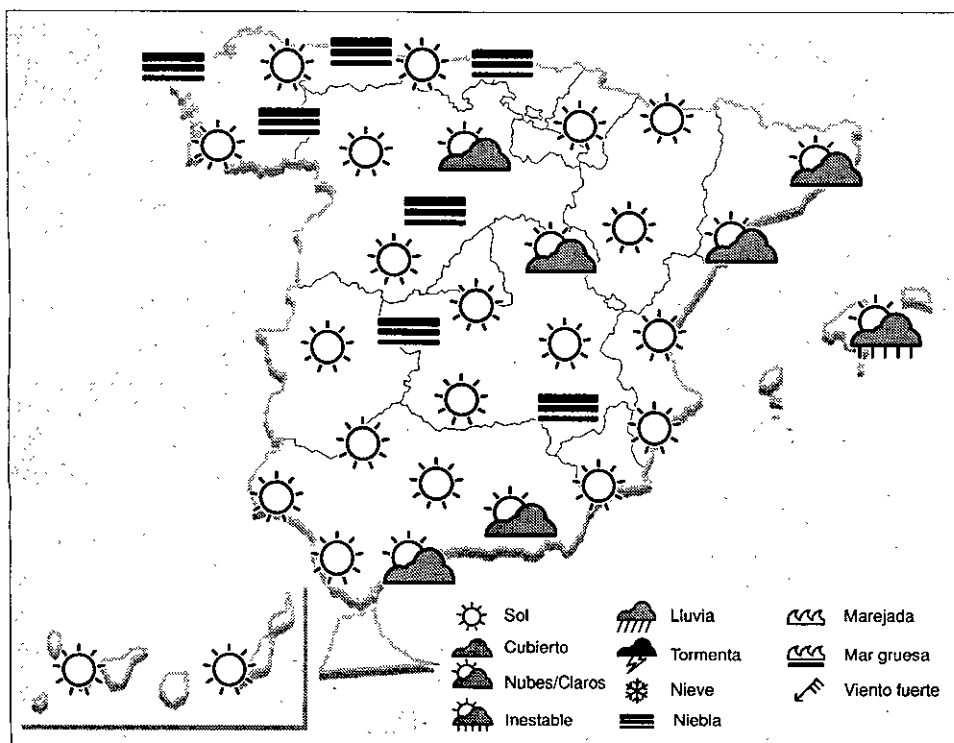 Sol
Cubierto
Nubes/Claros
Inestable
Lluvia
Tormenta
Nieve
Niebla
Marejada
Mar gruesa
Viento fuerte